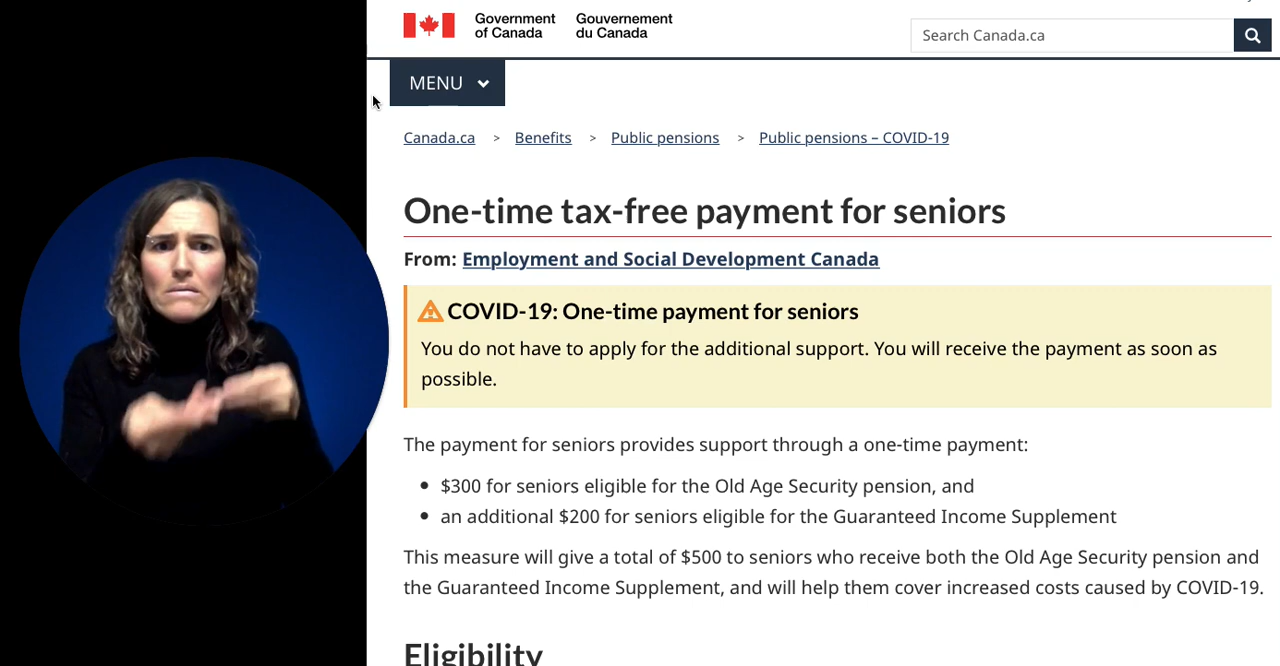 Government
of Canada
Gouvernement
du Canada
Search Canada.ca
MENU
Canada.ca > Benefits > Public pensions > Public pensions – COVID-19
One-time tax-free payment for seniors
From: Employment and Social Development Canada
COVID-19: One-time payment for seniors
You do not have to apply for the additional support. You will receive the payment as soon as
possible.
The payment for seniors provides support through a one-time payment:
• $300 for seniors eligible for the Old Age Security pension, and
• an additional $200 for seniors eligible for the Guaranteed Income Supplement
This measure will give a total of $500 to seniors who receive both the Old Age Security pension and
the Guaranteed Income Supplement, and will help them cover increased costs caused by COVID-19.
Eligibility